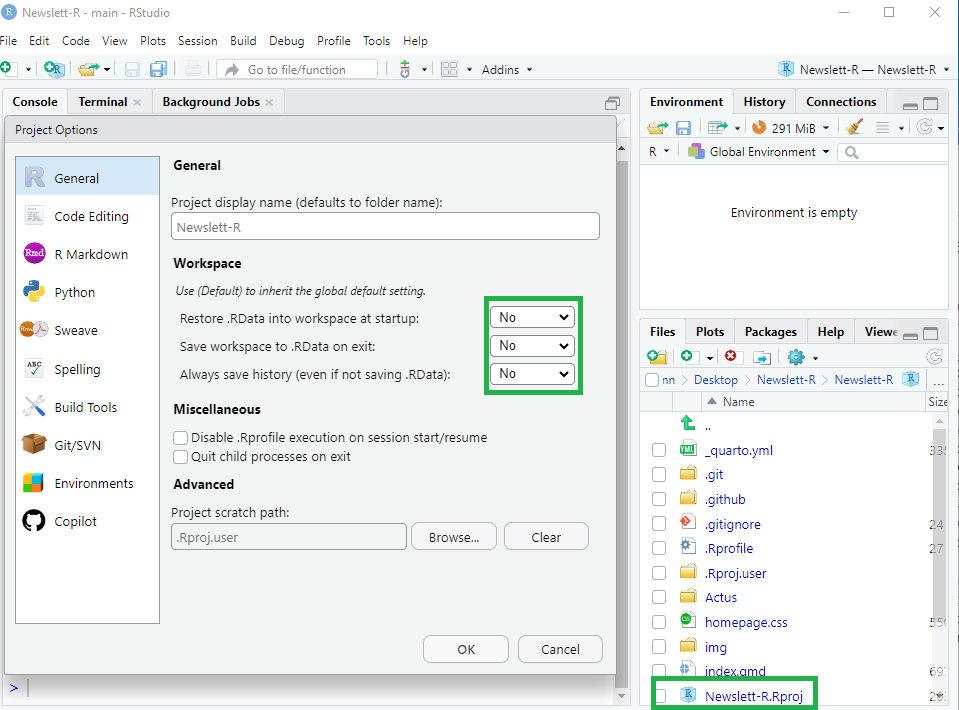 Newslett-R - main - RStudio
File Edit Code View Plots Session Build Debug Profile Tools Help
Go to file/function Addins Newslett-R — Newslett-R
Console Terminal Background Jobs
Project Options
General
Code Editing
R Markdown
Python
Sweave
Spelling
Build Tools
Git/SVN
Environments
Copilot
General
Project display name (defaults to folder name):
Newslett-R
Workspace
Use (Default) to inherit the global default setting.
Restore .RData into workspace at startup: No
Save workspace to .RData on exit: No
Always save history (even if not saving .RData): No
Miscellaneous
Disable .Rprofile execution on session start/resume
Quit child processes on exit
Advanced
Project scratch path:
.Rproj.user Browse... Clear
OK Cancel
>
Environment History Connections
291 MiB
R Global Environment
Environment is empty
Files Plots Packages Help Viewe
nn Desktop Newslett-R Newslett-R ...
Name Size
..
_quarto.yml
.git
.github
.gitignore 24
.Rprofile 27
.Rproj.user
Actus
homepage.css
img
index.qmd
Newslett-R.Rproj